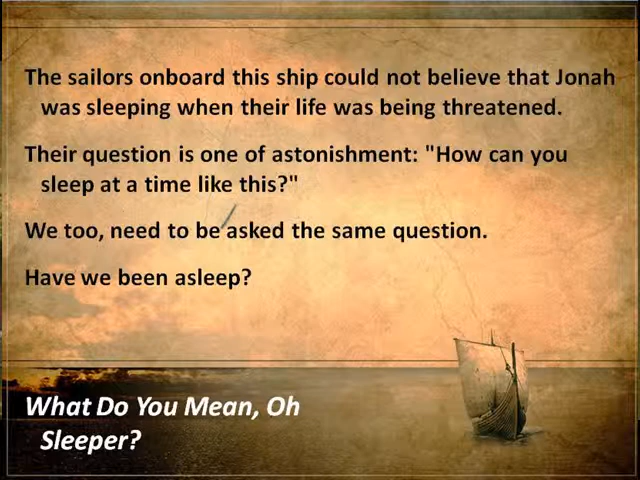 The sailors onboard this ship could not believe that Jonah
was sleeping when their life was being threatened.
Their question is one of astonishment: "How can you
sleep at a time like this?"
We too, need to be asked the same question.
Have we been asleep?
What Do You Mean, Oh
Sleeper?